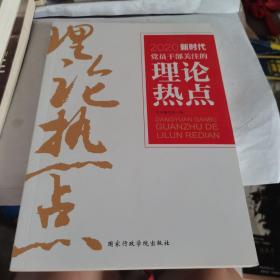 理论热点
2020新时代
党员干部关注的
理论
热点
DANGYUAN GANBU
GUANZHU DE
LILUN REDIAN
国家行政学院出版社